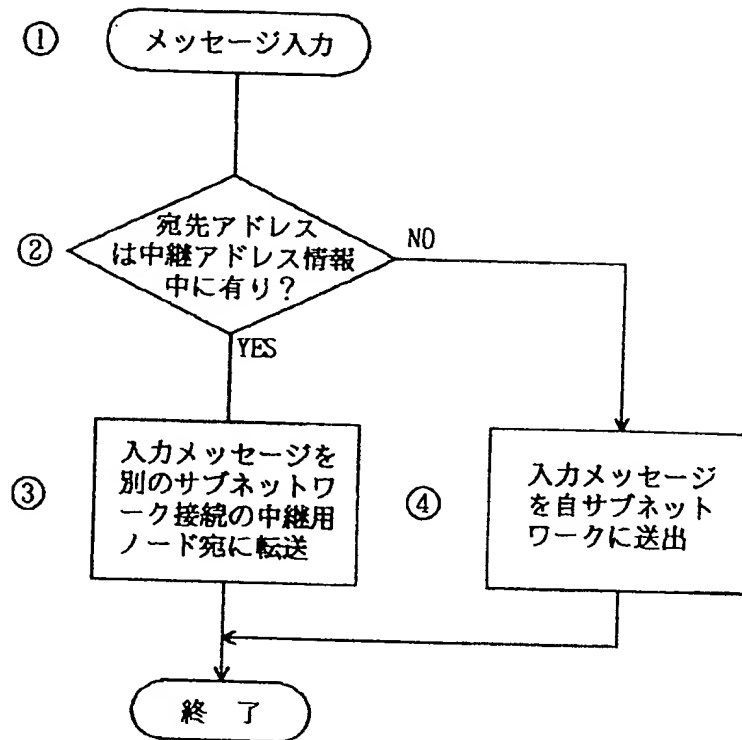 ①
メッセージ入力
②
宛先アドレス
は中継アドレス情報
中に有り？
NO
YES
③
入力メッセージを
別のサブネットワ
ーク接続の中継用
ノード宛に転送
④
入力メッセージ
を自サブネット
ワークに送出
終 了